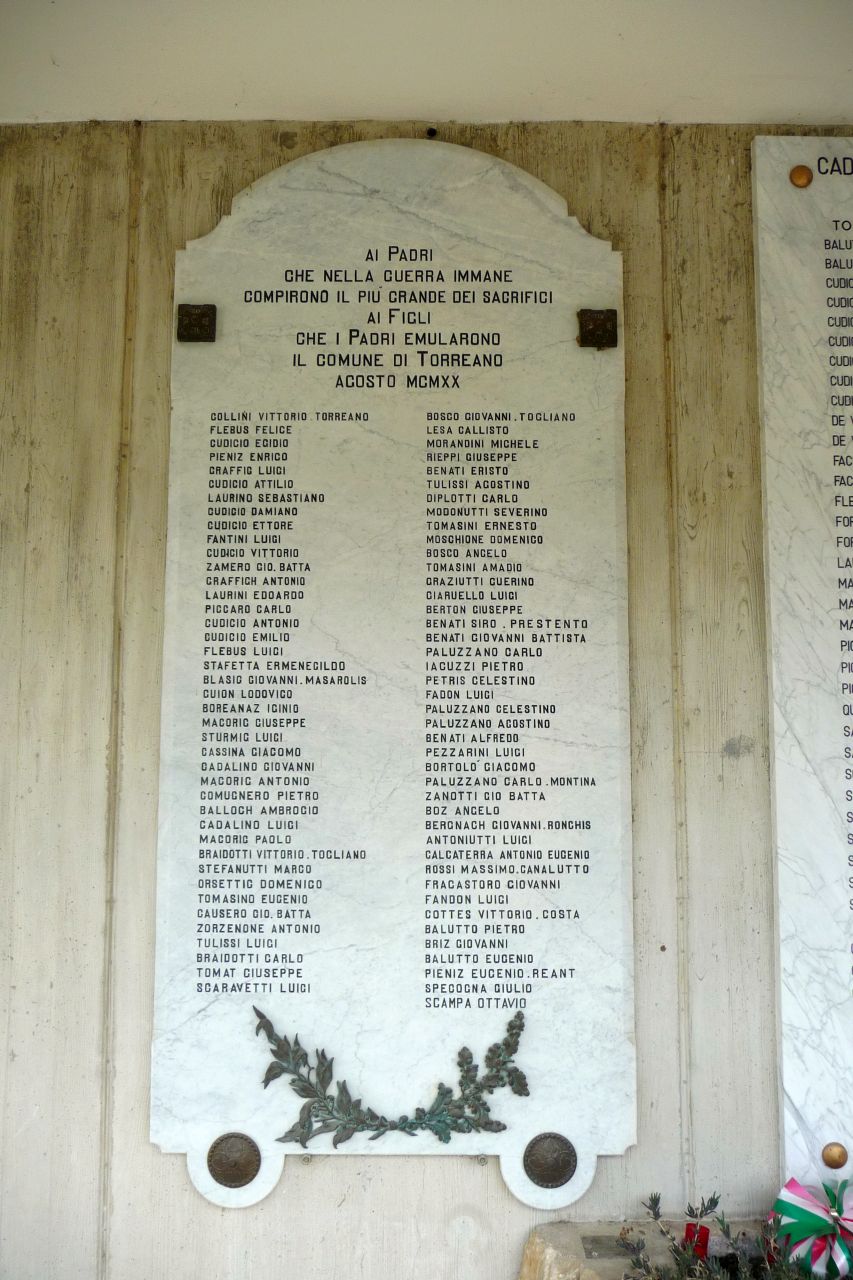 AI PADRI
CHE NELLA GUERRA IMMANE
COMPIRONO IL PIU' GRANDE DEI SACRIFICI
AI FIGLI
CHE I PADRI EMULARONO
IL COMUNE DI TORREANO
AGOSTO MCMXX
COLLINI VITTORIO.TORREANO
FLEBUS FELICE
CUDICIO EGIDIO
PIENIZ ENRICO
GRAFFIG LUIGI
CUDICIO ATTILIO
LAURINO SEBASTIANO
CUDICIO DAMIANO
CUDICIO ETTORE
FANTINI LUIGI
CUDICIO VITTORIO
ZAMERO GIO.BATTA
GRAFFICH ANTONIO
LAURINI EDOARDO
PICCARO CARLO
CUDICIO ANTONIO
CUDICIO EMILIO
FLEBUS LUIGI
STAFETTA ERMENEGILDO
BLASIG GIOVANNI.MASAROLIS
CUION LODOVICO
BOREANAZ IGINIO
MACORIG GIUSEPPE
STURMIG LUIGI
CASSINA GIACOMO
CADALINO GIOVANNI
MACORIG ANTONIO
COMUGNERO PIETRO
BALLOCH AMBROGIO
CADALINO LUIGI
MACORIG PAOLO
BRAIDOTTI VITTORIO.TOGLIANO
STEFANUTTI MARCO
ORSETTIG DOMENICO
TOMASINO EUGENIO
CAUSERO GIO.BATTA
ZORZENONE ANTONIO
TULISSI LUIGI
BRAIDOTTI CARLO
TOMAT GIUSEPPE
SCARAVETTI LUIGI
BOSCO GIOVANNI.TOGLIANO
LESA CALLISTO
MORANDINI MICHELE
RIEPPI GIUSEPPE
BENATI ERISTO
TULISSI AGOSTINO
DIPLOTTI CARLO
MODONUTTI SEVERINO
TOMASINI ERNESTO
MOSCHIONE DOMENICO
BOSCO ANGELO
TOMASINI AMADIO
GRAZIUTTI GUERINO
CIARUELLO LUIGI
BERTON GIUSEPPE
BENATI SIRO.PRESTENTO
BENATI GIOVANNI BATTISTA
PALUZZANO CARLO
IACUZZI PIETRO
PETRIS CELESTINO
FADON LUIGI
PALUZZANO CELESTINO
PALUZZANO AGOSTINO
BENATI ALFREDO
PEZZARINI LUIGI
BORTOLO' GIACOMO
PALUZZANO CARLO.MONTINA
ZANOTTI GIO BATTA
BOZ ANGELO
BERGNACH GIOVANNI.RONCHIS
ANTONIUTTI LUIGI
CALCATERRA ANTONIO EUGENIO
ROSSI MASSIMO.CANALUTTO
FRACASTORO GIOVANNI
FANDON LUIGI
COTTES VITTORIO.COSTA
BALUTTO PIETRO
BRIZ GIOVANNI
BALUTTO EUGENIO
PIENIZ EUGENIO.REANT
SPECOGNA GIULIO
SCAMPA OTTAVIO